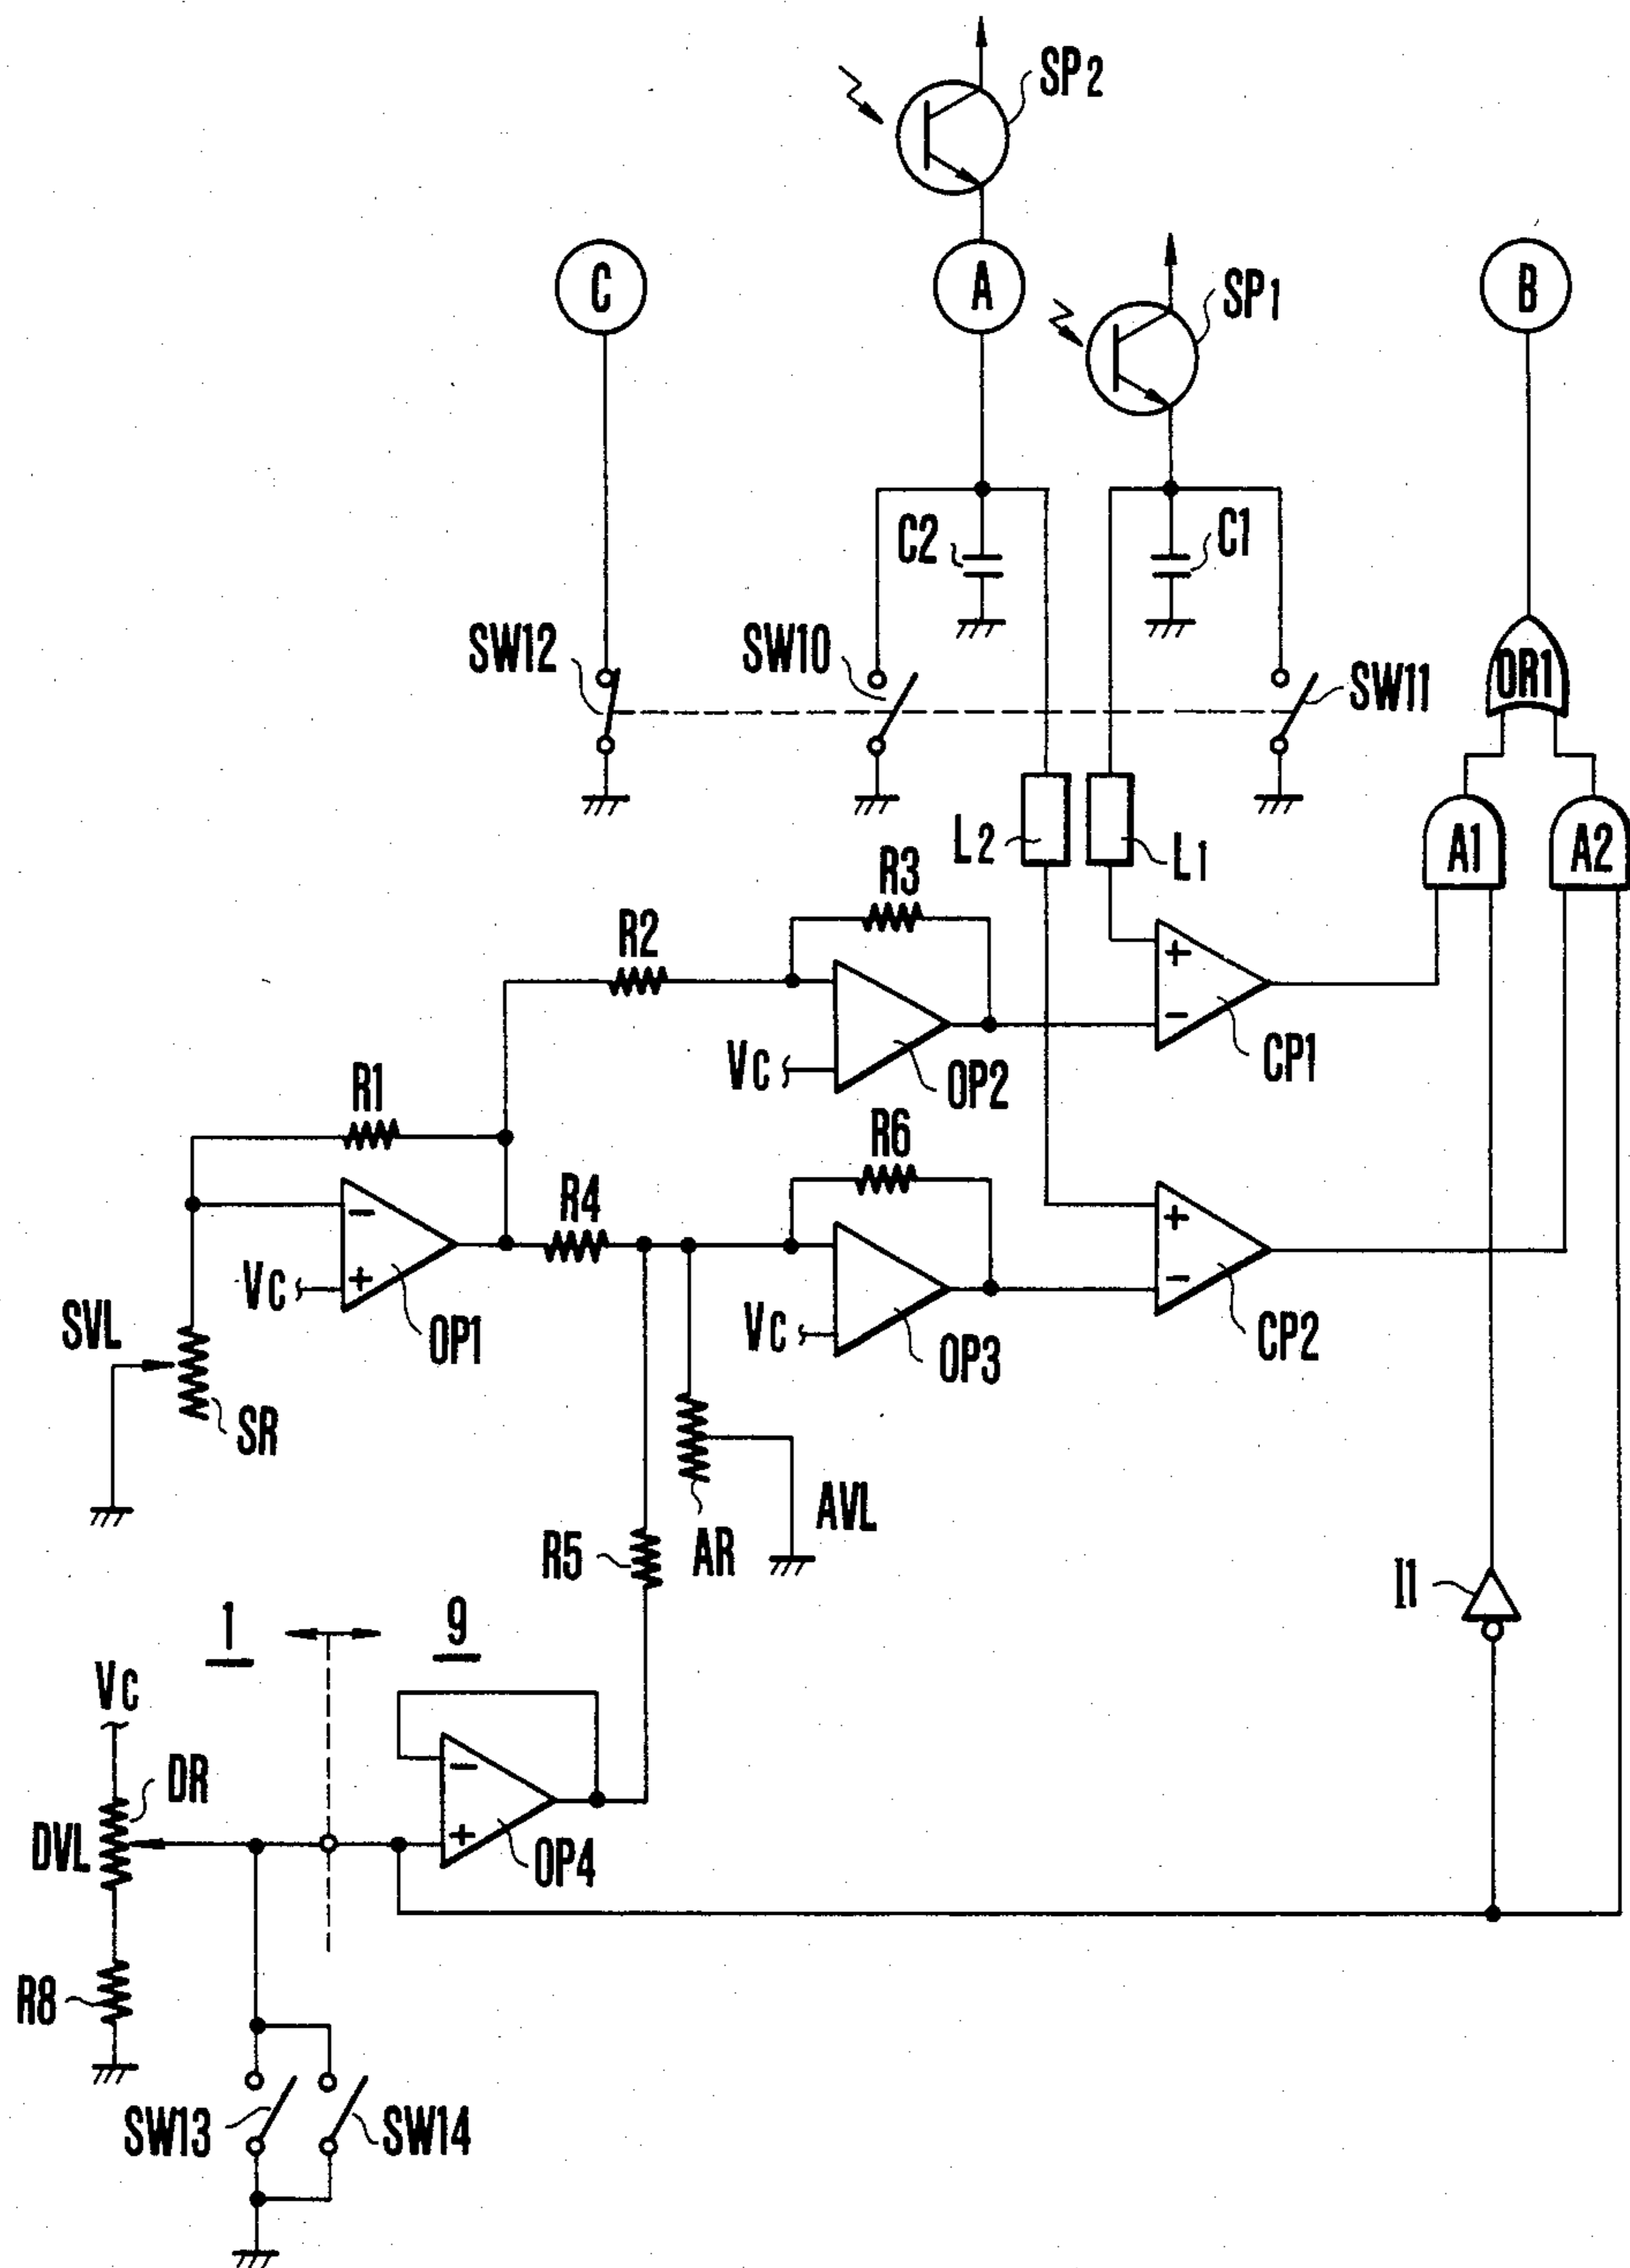 SP2
C
A
SP1
B
C2
C1
SW12
SW10
SW11
OR1
L2
L1
A1
A2
R3
R2
+
−
CP1
Vc
OP2
R1
R6
R4
−
+
Vc
OP1
+
−
CP2
Vc
OP3
SVL
SR
AVL
AR
R5
I1
1
9
Vc
DR
DVL
−
+
OP4
R8
SW13
SW14